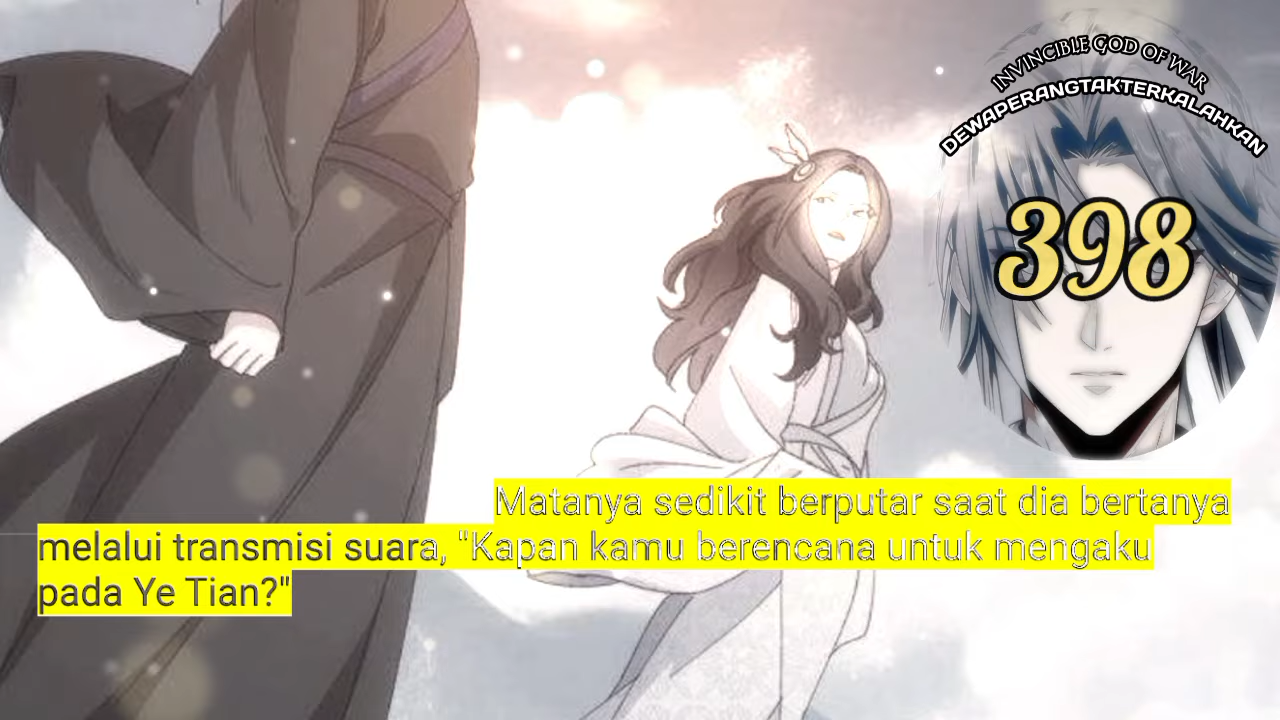 INVINCIBLE GOD OF WAR
DEWAPERANGTAKTERKALAHKAN
398
Matanya sedikit berputar saat dia bertanya
melalui transmisi suara, "Kapan kamu berencana untuk mengaku
pada Ye Tian?"